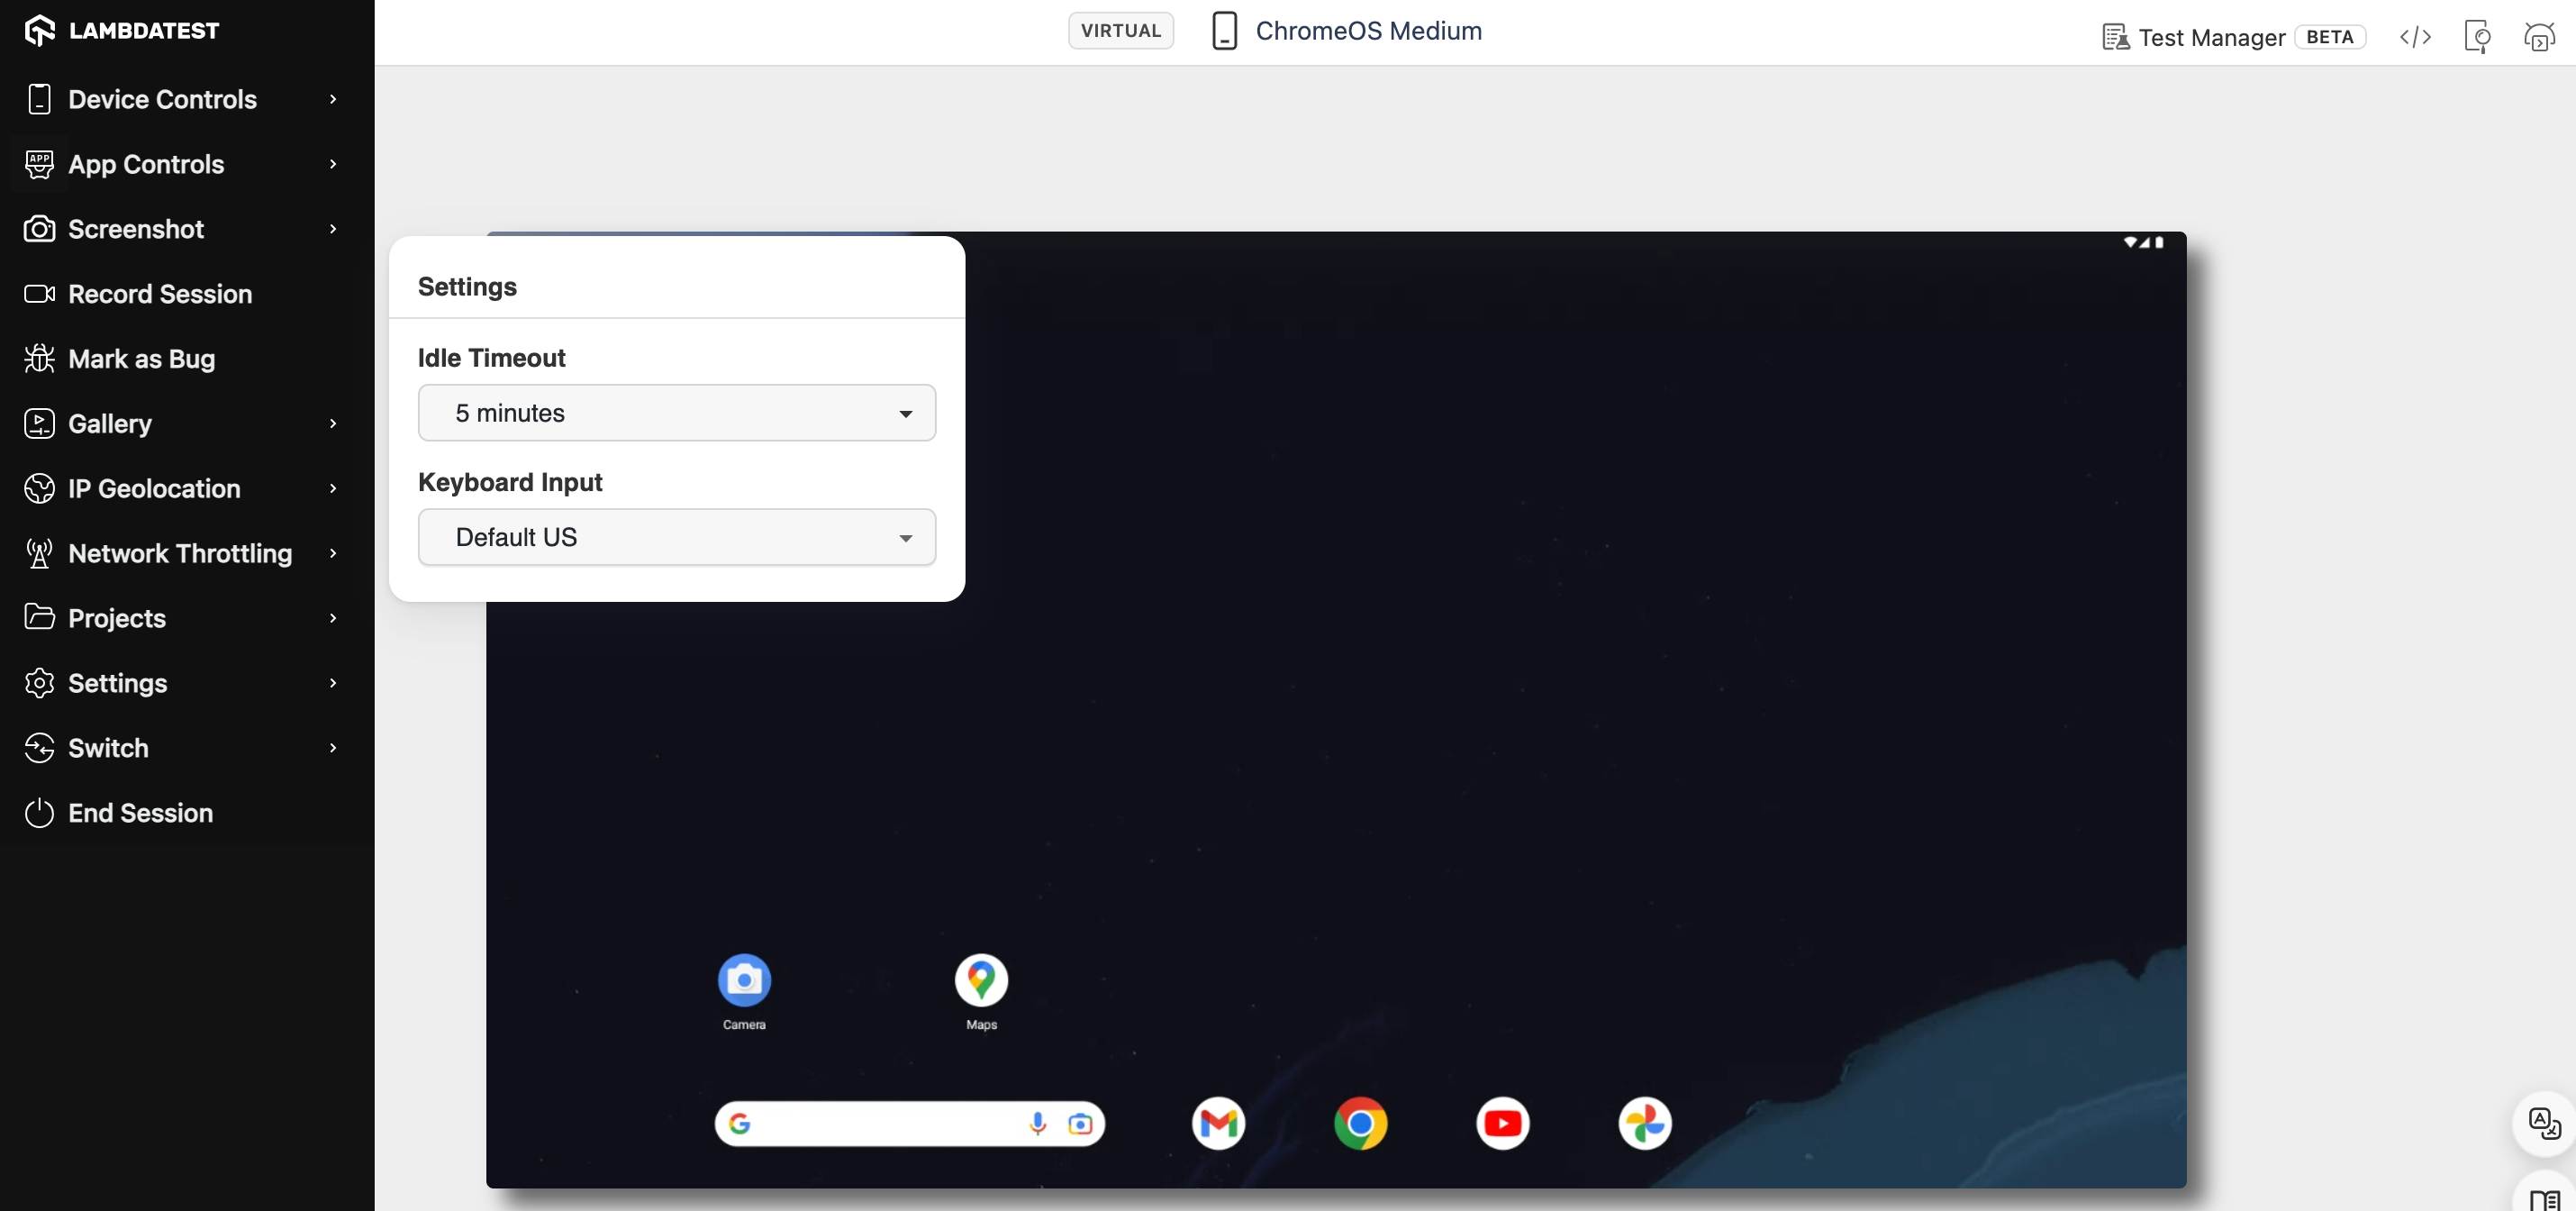 LAMBDATEST
Device Controls
App Controls
Screenshot
Record Session
Mark as Bug
Gallery
IP Geolocation
Network Throttling
Projects
Settings
Switch
End Session
VIRTUAL
ChromeOS Medium
Test Manager BETA
Settings
Idle Timeout
5 minutes
Keyboard Input
Default US
Camera
Maps